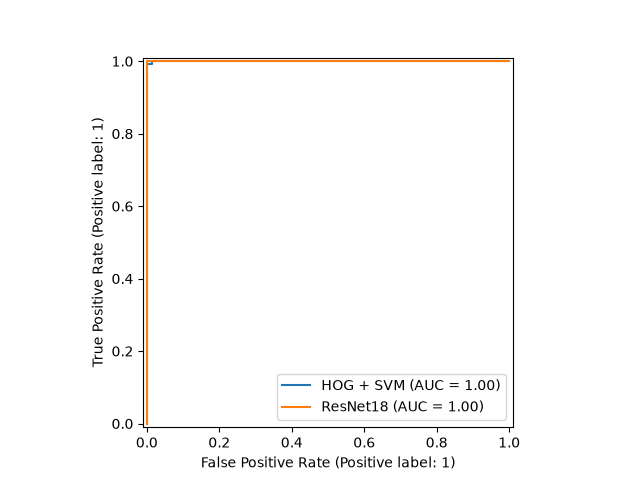 1.0
0.8
0.6
0.4
0.2
0.0
True Positive Rate (Positive label: 1)
HOG + SVM (AUC = 1.00)
ResNet18 (AUC = 1.00)
0.0 0.2 0.4 0.6 0.8 1.0
False Positive Rate (Positive label: 1)